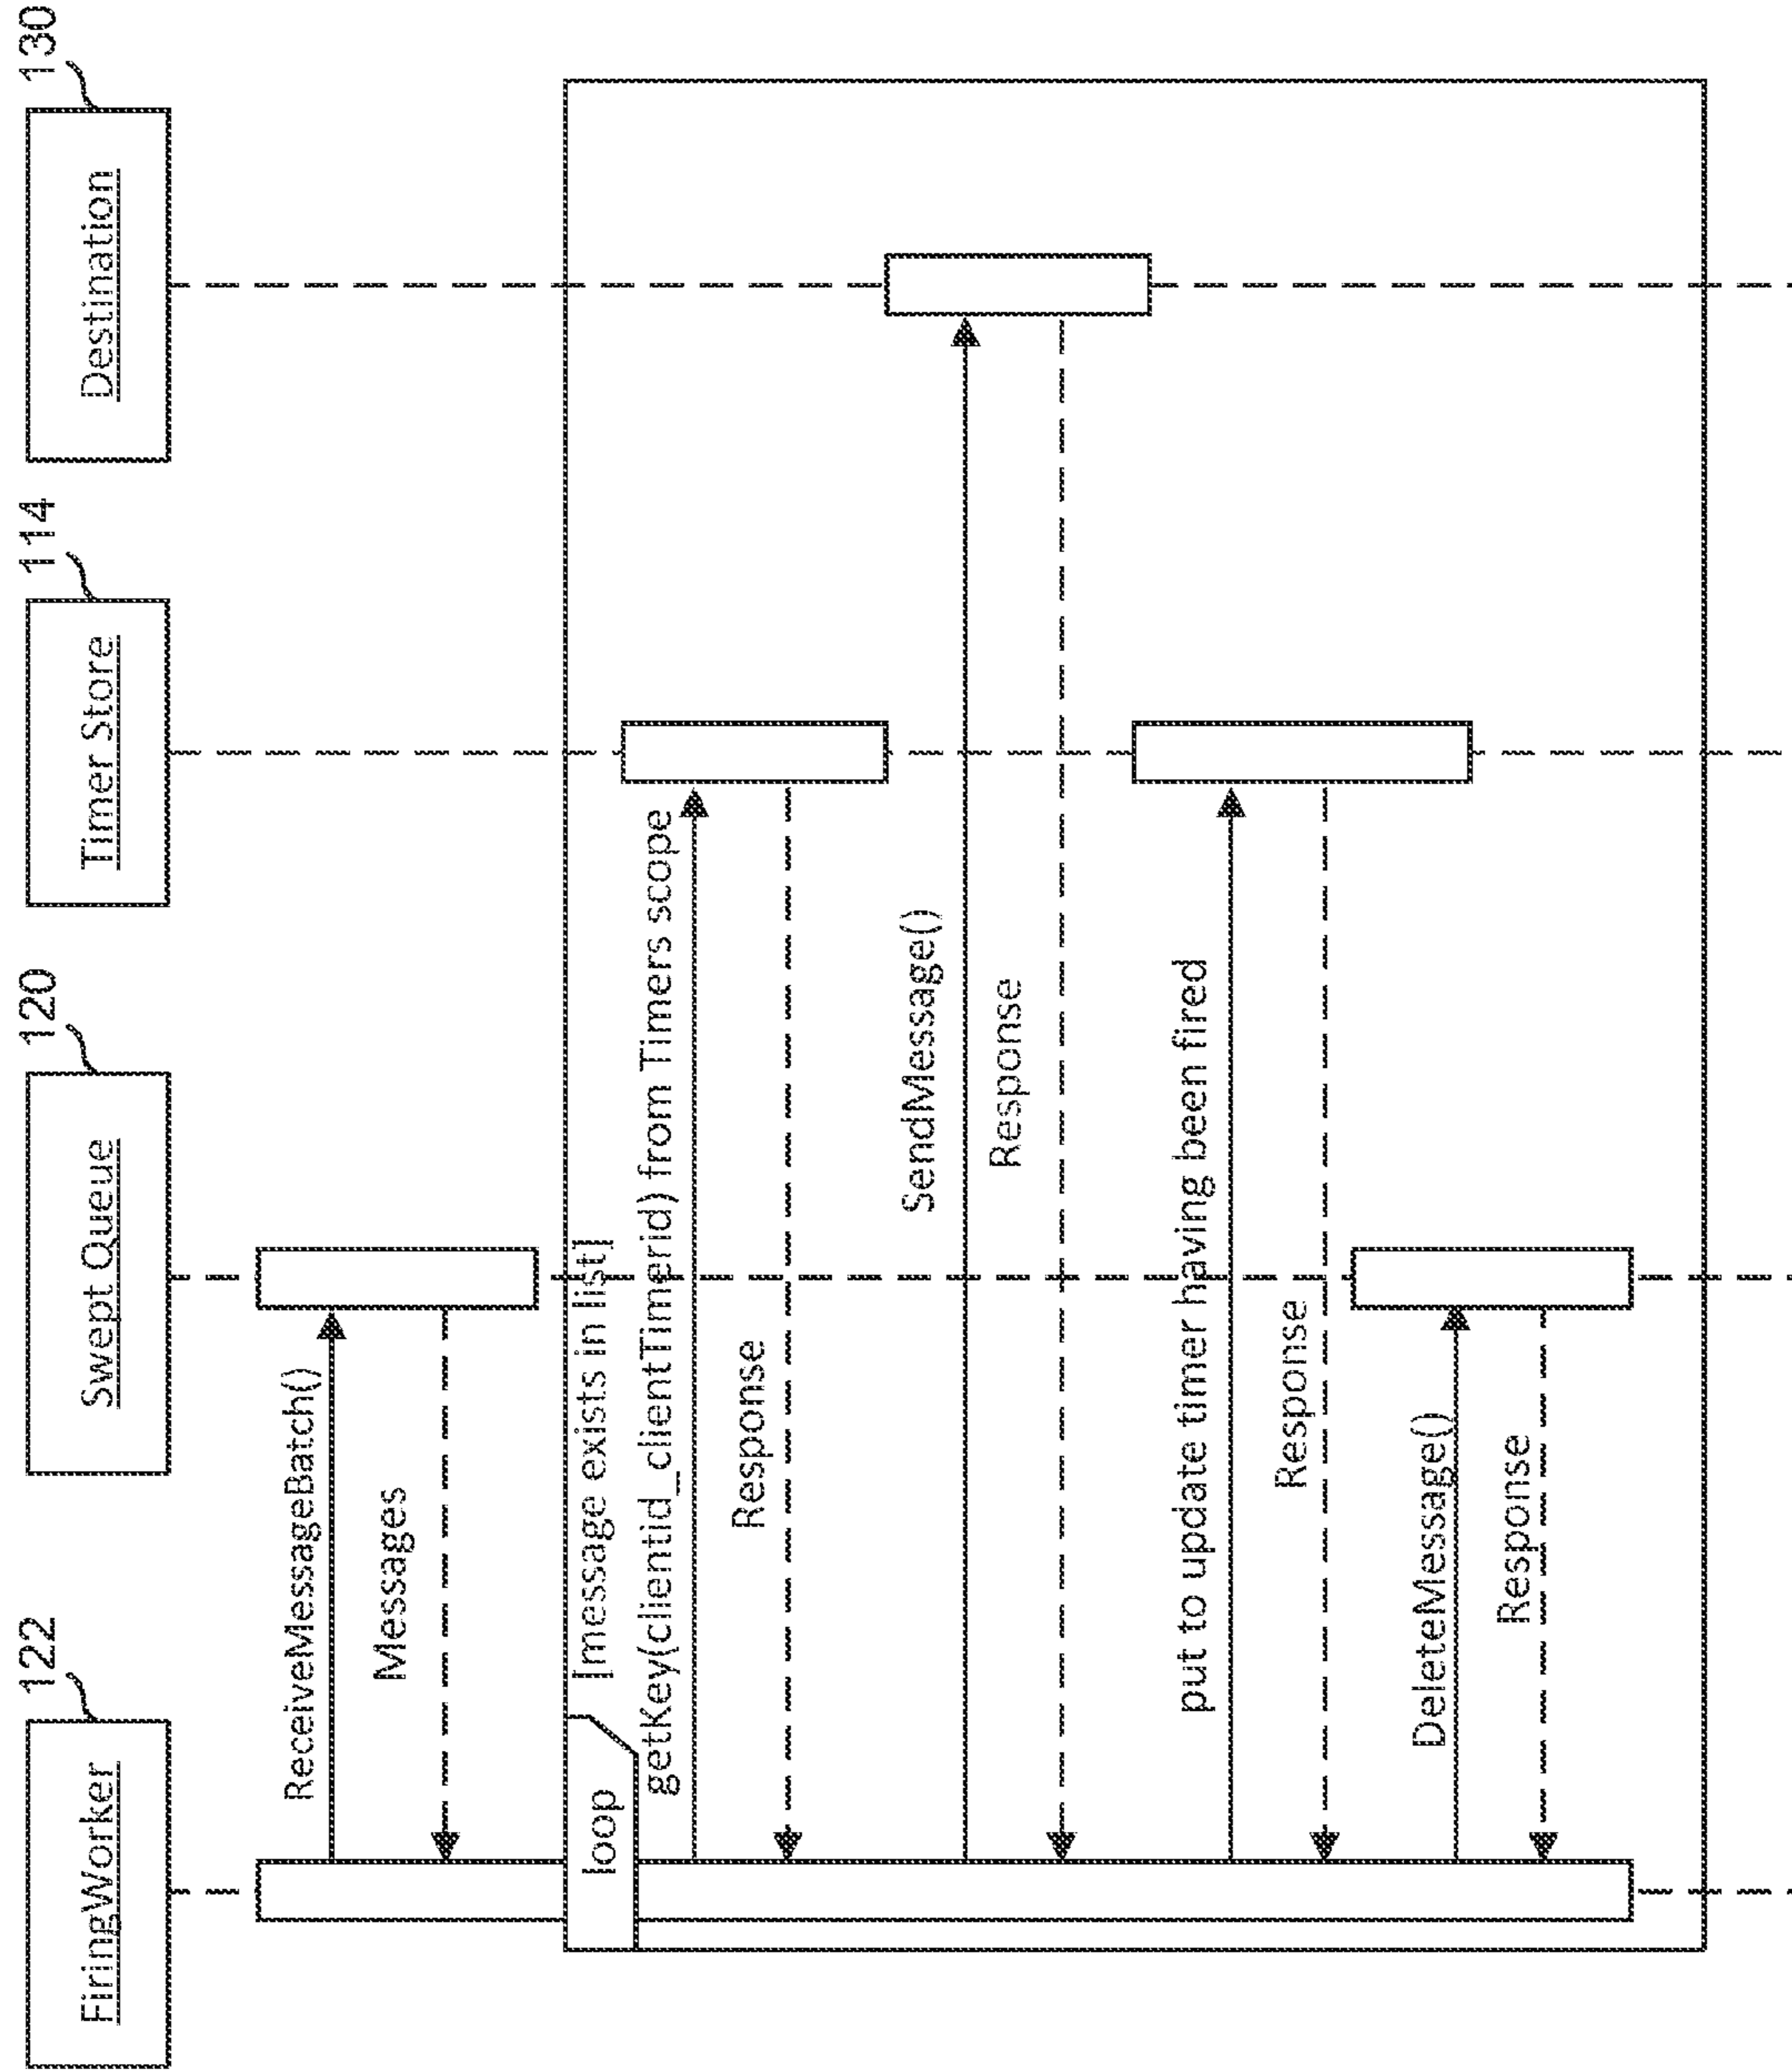 122
120
114
130
FiringWorker
Swept Queue
Timer Store
Destination
ReceiveMessageBatch()
Messages
loop
[message exists in list]
getKey(clientid_clientTimerid) from Timers scope
Response
SendMessage()
Response
put to update timer having been fired
Response
DeleteMessage()
Response